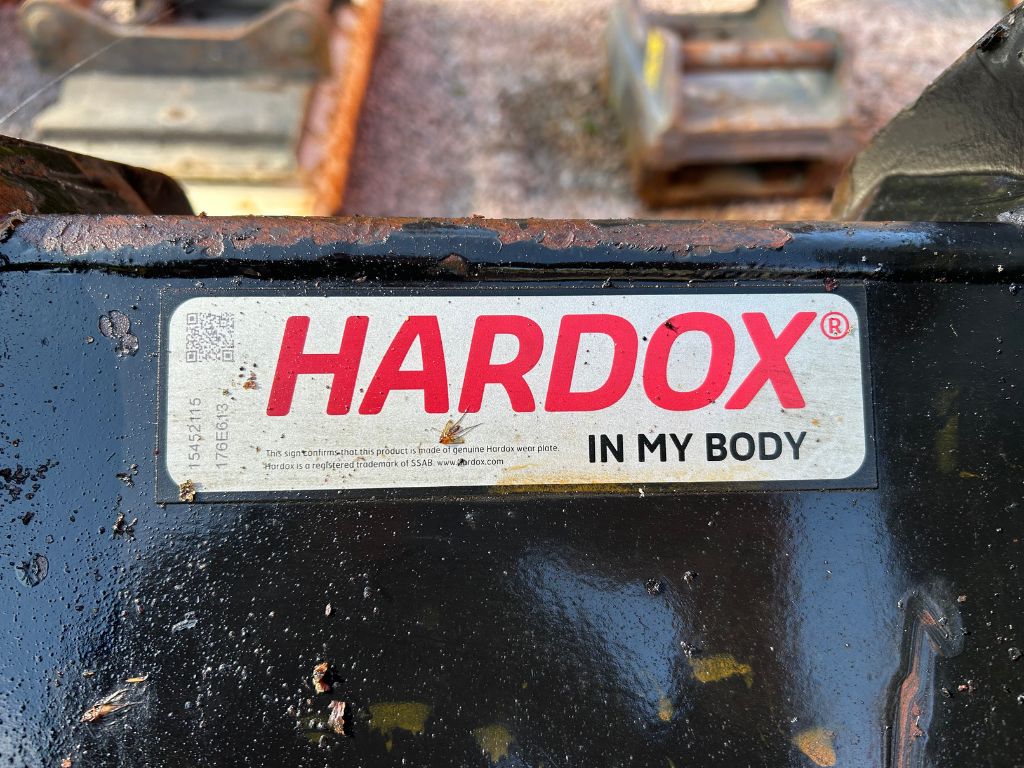 HARDOX®
IN MY BODY
15452115
176E613
This sign confirms that this product is made of genuine Hardox wear plate.
Hardox is a registered trademark of SSAB. www.hardox.com